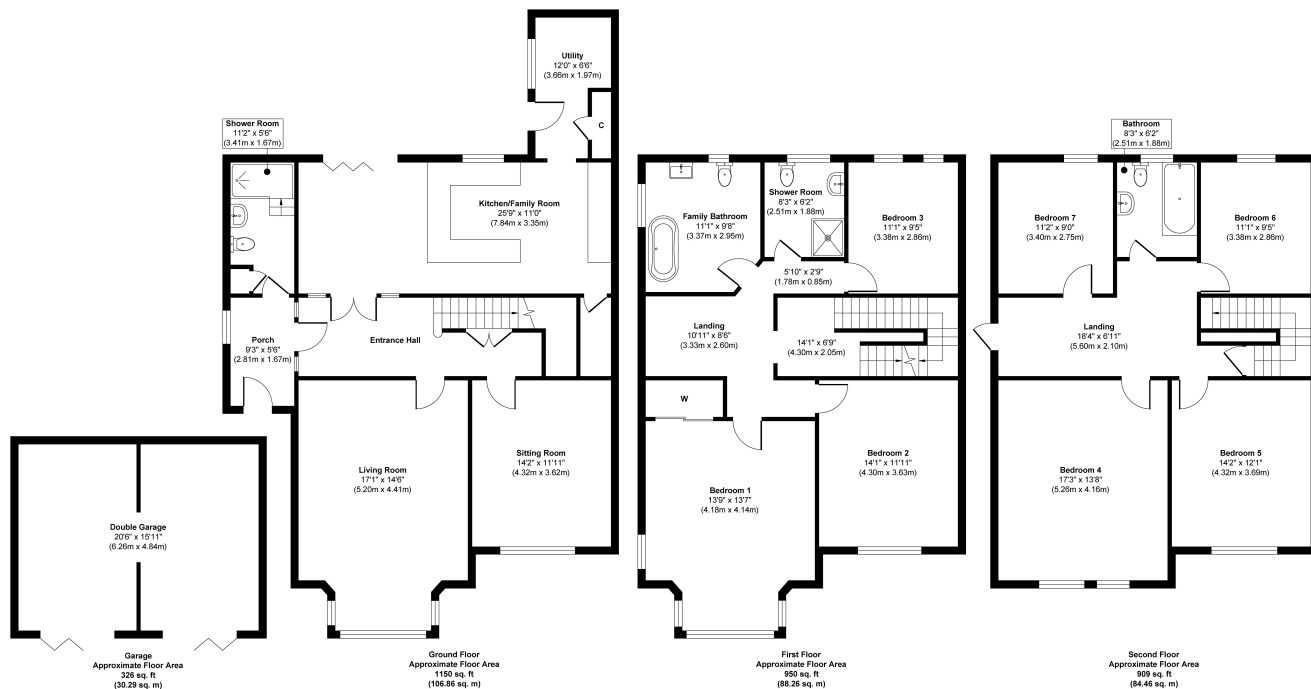 Utility
12'0" x 6'6"
(3.66m x 1.97m)
C
Shower Room
11'2" x 5'6"
(3.41m x 1.67m)
Kitchen/Family Room
25'9" x 11'0"
(7.84m x 3.35m)
Porch
9'3" x 5'6"
(2.81m x 1.67m)
Entrance Hall
Living Room
17'1" x 14'6"
(5.20m x 4.41m)
Sitting Room
14'2" x 11'11"
(4.32m x 3.62m)
Double Garage
20'6" x 15'11"
(6.26m x 4.84m)
Garage
Approximate Floor Area
326 sq. ft
(30.29 sq. m)
Ground Floor
Approximate Floor Area
1150 sq. ft
(106.86 sq. m)
Family Bathroom
11'1" x 9'8"
(3.37m x 2.95m)
Shower Room
8'3" x 6'2"
(2.51m x 1.88m)
Bedroom 3
11'1" x 9'5"
(3.38m x 2.86m)
5'10" x 2'9"
(1.78m x 0.85m)
Landing
10'11" x 8'6"
(3.33m x 2.60m)
14'1" x 6'9"
(4.30m x 2.05m)
W
Bedroom 1
13'9" x 13'7"
(4.18m x 4.14m)
Bedroom 2
14'1" x 11'11"
(4.30m x 3.63m)
First Floor
Approximate Floor Area
950 sq. ft
(88.26 sq. m)
Bathroom
8'3" x 6'2"
(2.51m x 1.88m)
Bedroom 7
11'2" x 9'0"
(3.40m x 2.75m)
Bedroom 6
11'1" x 9'5"
(3.38m x 2.86m)
Landing
18'4" x 6'11"
(5.60m x 2.10m)
Bedroom 4
17'3" x 13'8"
(5.26m x 4.16m)
Bedroom 5
14'2" x 12'1"
(4.32m x 3.69m)
Second Floor
Approximate Floor Area
909 sq. ft
(84.46 sq. m)